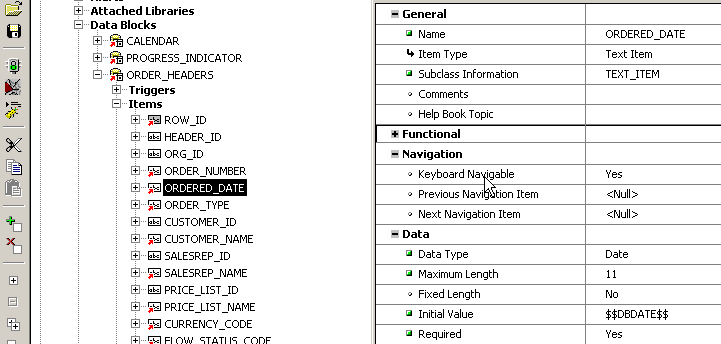 Attached Libraries
Data Blocks
CALENDAR
PROGRESS_INDICATOR
ORDER_HEADERS
Triggers
Items
ROW_ID
HEADER_ID
ORG_ID
ORDER_NUMBER
ORDERED_DATE
ORDER_TYPE
CUSTOMER_ID
CUSTOMER_NAME
SALESREP_ID
SALESREP_NAME
PRICE_LIST_ID
PRICE_LIST_NAME
CURRENCY_CODE
FLOW_STATUS_CODE
General
Name ORDERED_DATE
Item Type Text Item
Subclass Information TEXT_ITEM
Comments
Help Book Topic
Functional
Navigation
Keyboard Navigable Yes
Previous Navigation Item <Null>
Next Navigation Item <Null>
Data
Data Type Date
Maximum Length 11
Fixed Length No
Initial Value $$DBDATE$$
Required Yes